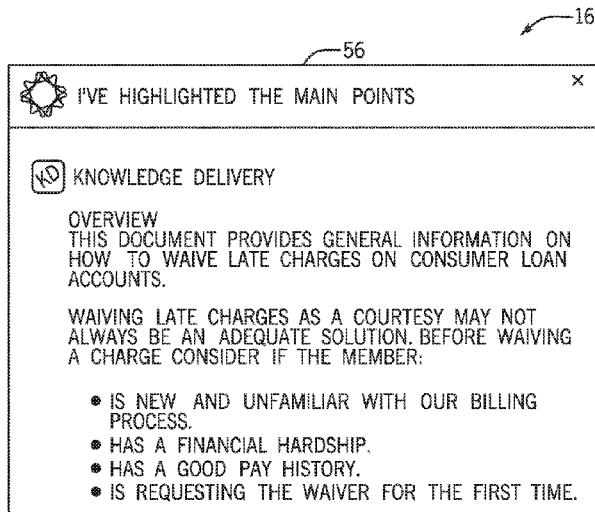 16
56
I'VE HIGHLIGHTED THE MAIN POINTS ×
KD KNOWLEDGE DELIVERY
OVERVIEW
THIS DOCUMENT PROVIDES GENERAL INFORMATION ON
HOW TO WAIVE LATE CHARGES ON CONSUMER LOAN
ACCOUNTS.
WAIVING LATE CHARGES AS A COURTESY MAY NOT
ALWAYS BE AN ADEQUATE SOLUTION. BEFORE WAIVING
A CHARGE CONSIDER IF THE MEMBER:
• IS NEW AND UNFAMILIAR WITH OUR BILLING
PROCESS.
• HAS A FINANCIAL HARDSHIP.
• HAS A GOOD PAY HISTORY.
• IS REQUESTING THE WAIVER FOR THE FIRST TIME.